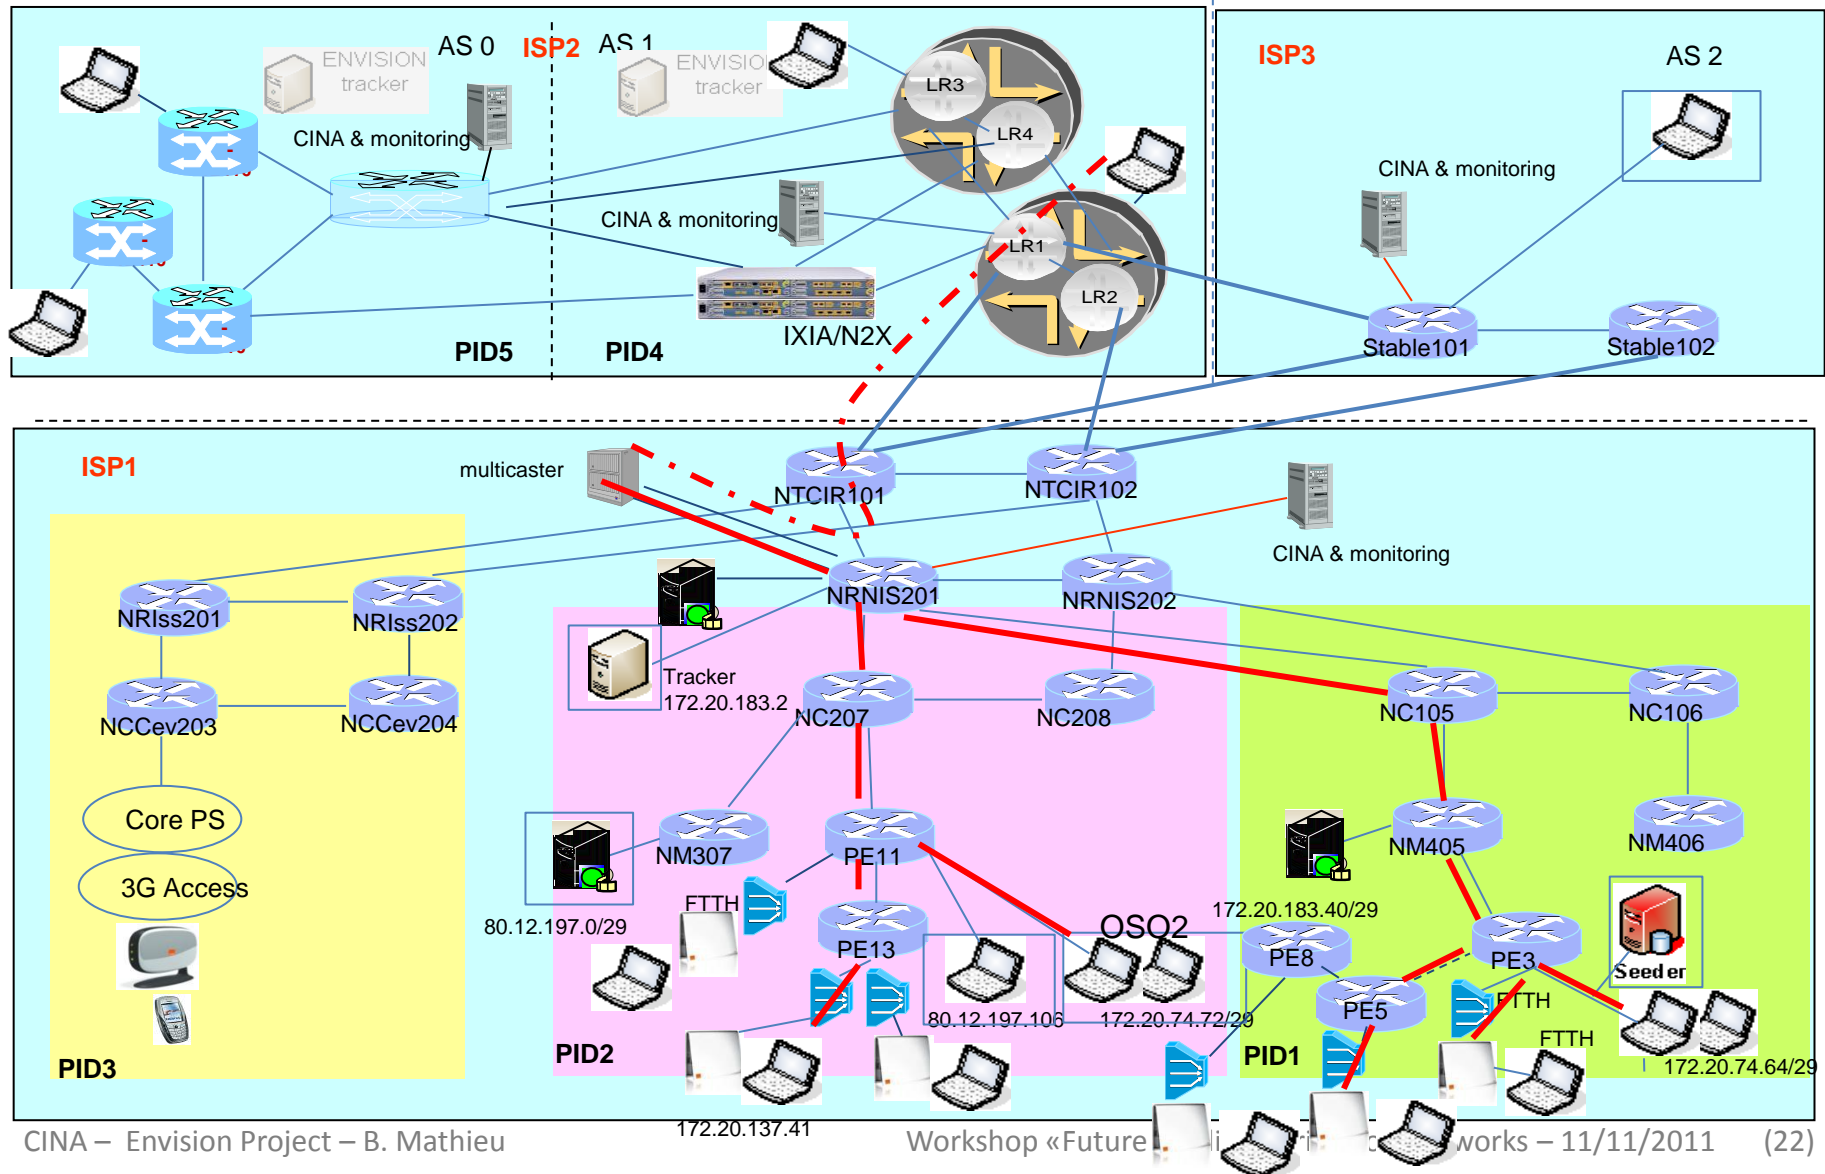 AS 0
ISP2
AS 1
ISP3
AS 2
ENVISION
tracker
ENVISION
tracker
LR3
LR4
CINA & monitoring
CINA & monitoring
CINA & monitoring
LR1
LR2
IXIA/N2X
PID5
PID4
Stable101
Stable102
ISP1
multicaster
NTCIR101
NTCIR102
CINA & monitoring
NRNIS201
NRNIS202
NRIss201
NRIss202
Tracker
172.20.183.2
NC207
NC208
NC105
NC106
NCCev203
NCCev204
Core PS
NM307
PE11
NM405
NM406
3G Access
FTTH
80.12.197.0/29
172.20.183.40/29
OSO2
PE13
PE8
PE3
Seeder
PE5
FTTH
80.12.197.106
172.20.74.72/29
FTTH
PID3
PID2
PID1
172.20.74.64/29
172.20.137.41
CINA – Envision Project – B. Mathieu
Workshop «Future works – 11/11/2011
(22)